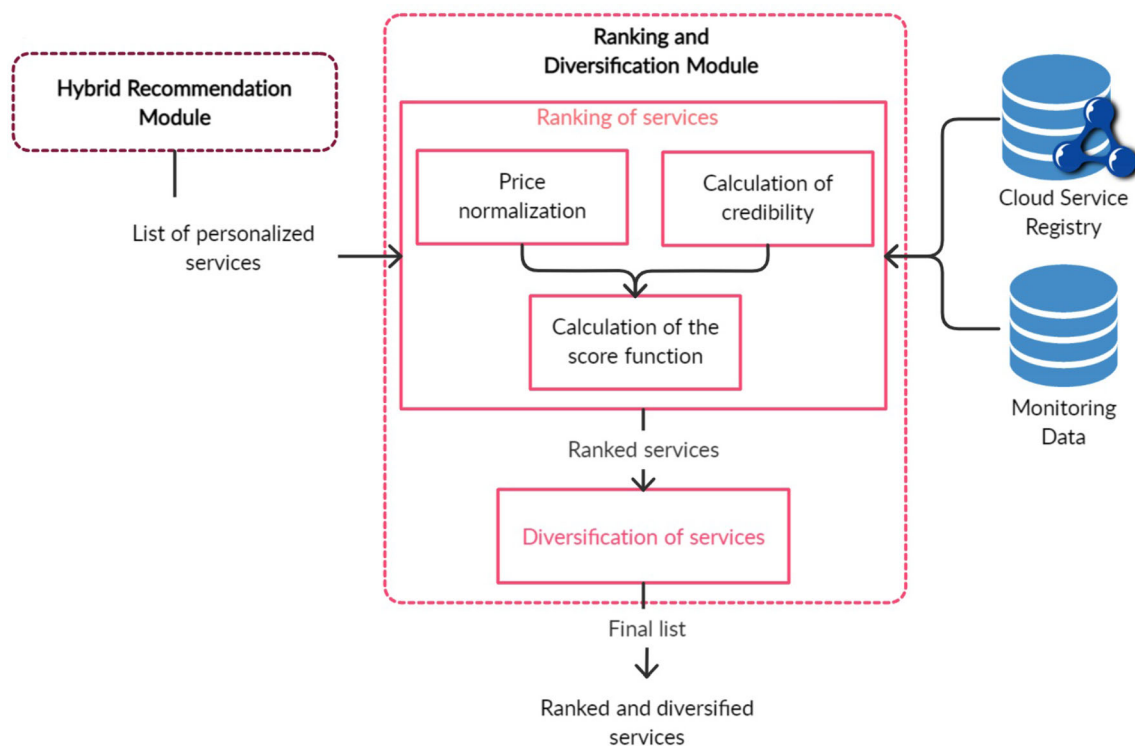 Ranking and
Diversification Module
Hybrid Recommendation
Module
Ranking of services
Price
normalization
Calculation of
credibility
Cloud Service
Registry
List of personalized
services
Calculation of the
score function
Monitoring
Data
Ranked services
Diversification of services
Final list
Ranked and diversified
services